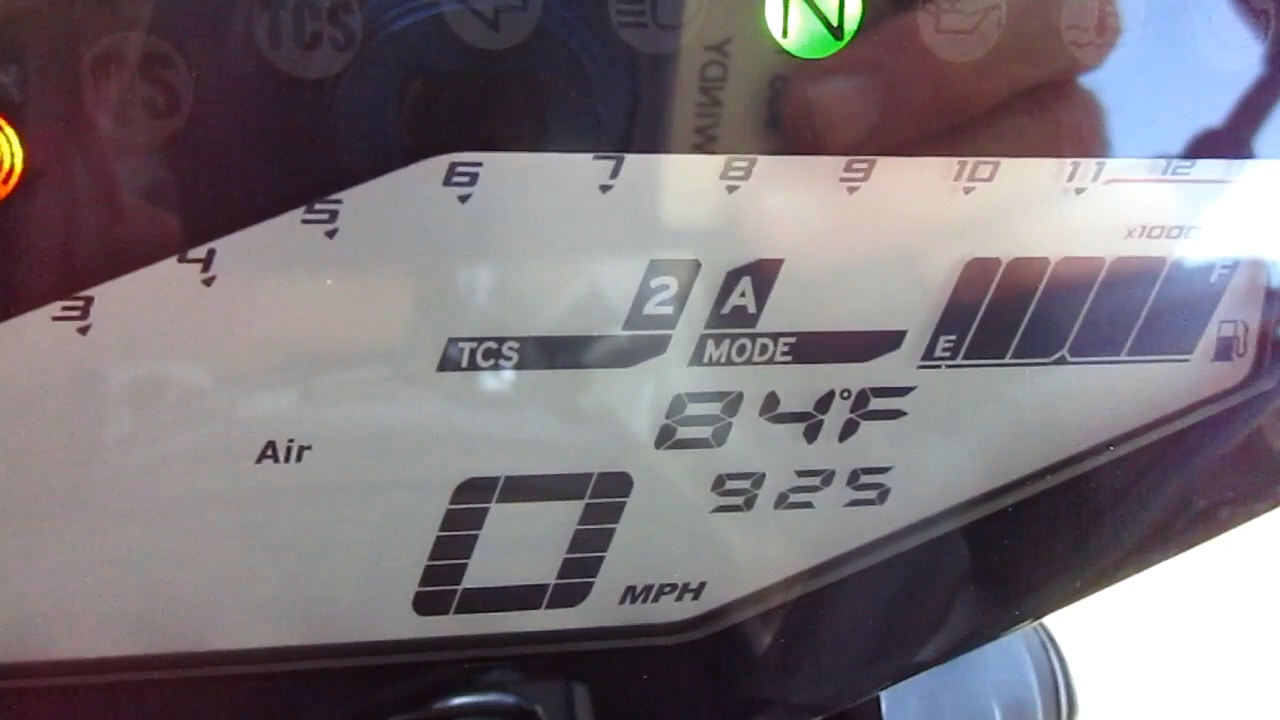 TCS
N
WINDY
6 7 8 9 10 11 12
5
4
3
x1000
2 A
F
TCS MODE E
84°F
Air
925
0 MPH